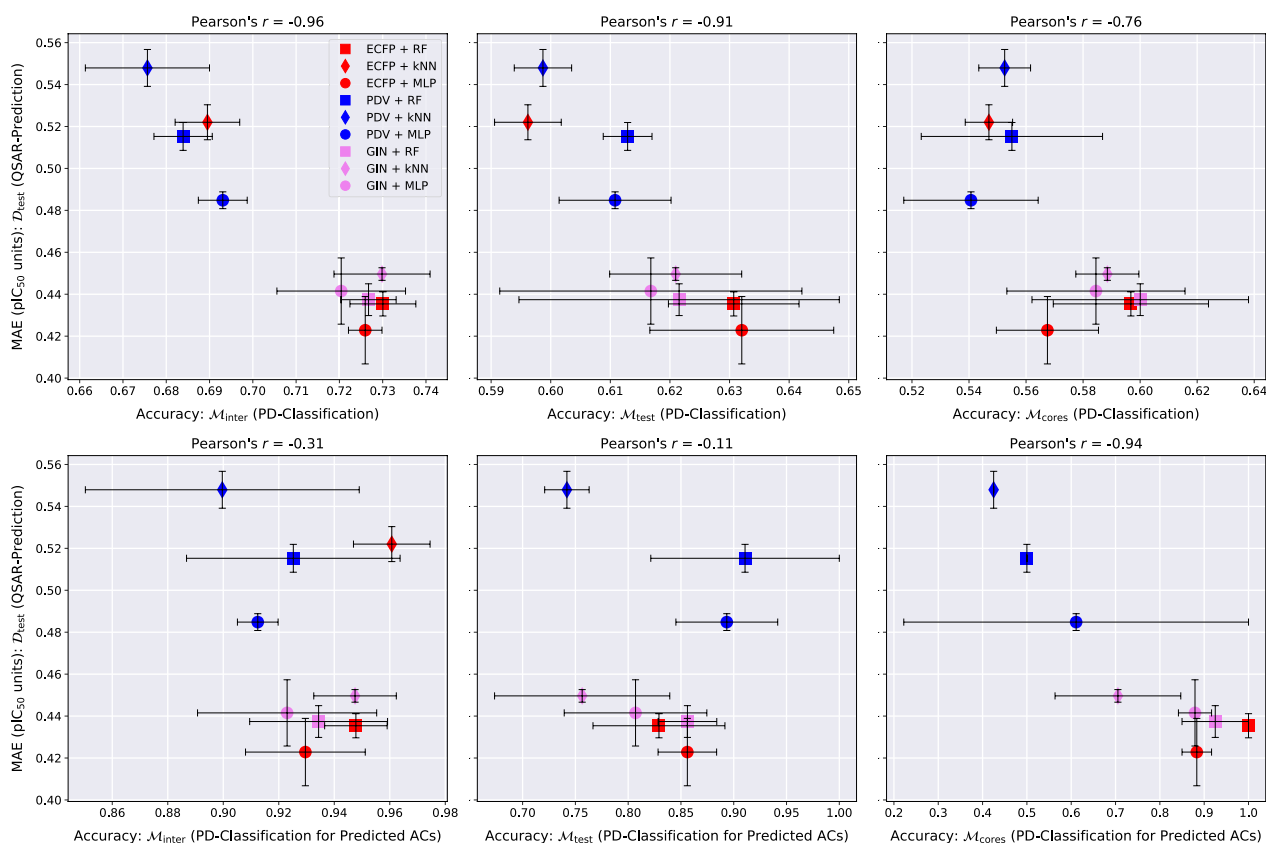 Pearson's r = -0.96
Pearson's r = -0.91
Pearson's r = -0.76
MAE (pIC50 units): Dtest (QSAR-Prediction)
0.56
0.54
0.52
0.50
0.48
0.46
0.44
0.42
0.40
ECFP + RF
ECFP + kNN
ECFP + MLP
PDV + RF
PDV + kNN
PDV + MLP
GIN + RF
GIN + kNN
GIN + MLP
0.66 0.67 0.68 0.69 0.70 0.71 0.72 0.73 0.74
0.59 0.60 0.61 0.62 0.63 0.64 0.65
0.52 0.54 0.56 0.58 0.60 0.62 0.64
Accuracy: Minter (PD-Classification)
Accuracy: Mtest (PD-Classification)
Accuracy: Mcores (PD-Classification)
Pearson's r = -0.31
Pearson's r = -0.11
Pearson's r = -0.94
MAE (pIC50 units): Dtest (QSAR-Prediction)
0.56
0.54
0.52
0.50
0.48
0.46
0.44
0.42
0.40
0.86 0.88 0.90 0.92 0.94 0.96 0.98
0.70 0.75 0.80 0.85 0.90 0.95 1.00
0.2 0.3 0.4 0.5 0.6 0.7 0.8 0.9 1.0
Accuracy: Minter (PD-Classification for Predicted ACs)
Accuracy: Mtest (PD-Classification for Predicted ACs)
Accuracy: Mcores (PD-Classification for Predicted ACs)